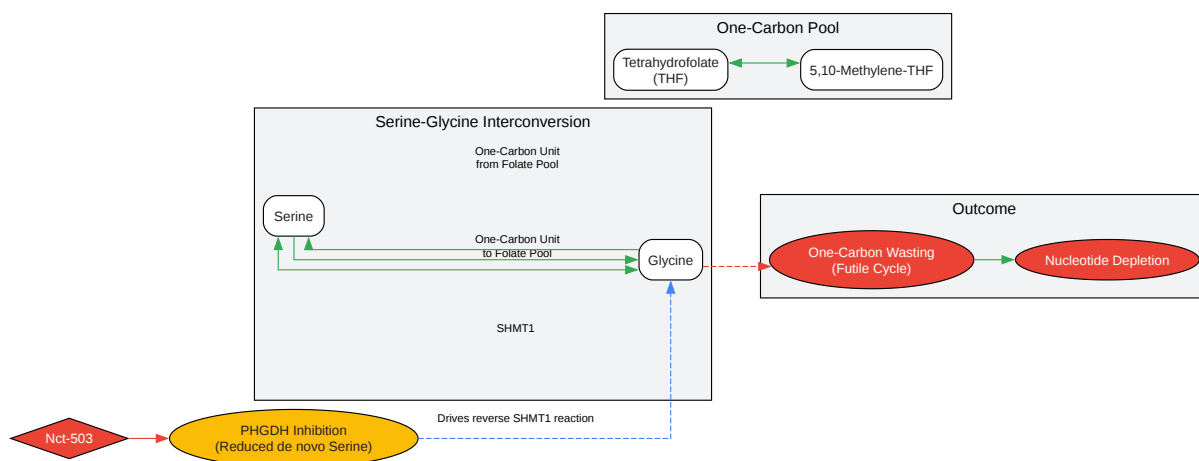 One-Carbon Pool
Tetrahydrofolate
(THF)
5,10-Methylene-THF
Serine-Glycine Interconversion
One-Carbon Unit
from Folate Pool
Serine
One-Carbon Unit
to Folate Pool
Glycine
SHMT1
Outcome
One-Carbon Wasting
(Futile Cycle)
Nucleotide Depletion
Nct-503
PHGDH Inhibition
(Reduced de novo Serine)
Drives reverse SHMT1 reaction